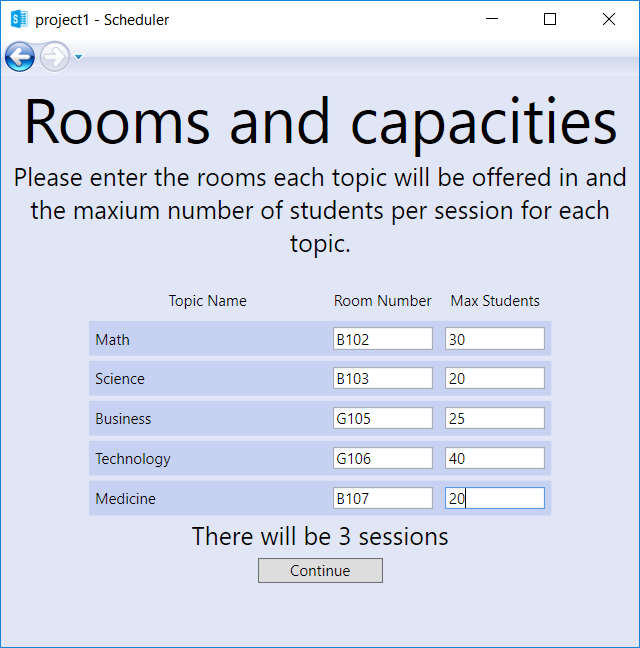 project1 - Scheduler
Rooms and capacities
Please enter the rooms each topic will be offered in and
the maxium number of students per session for each
topic.
Topic Name Room Number Max Students
Math B102 30
Science B103 20
Business G105 25
Technology G106 40
Medicine B107 20
There will be 3 sessions
Continue